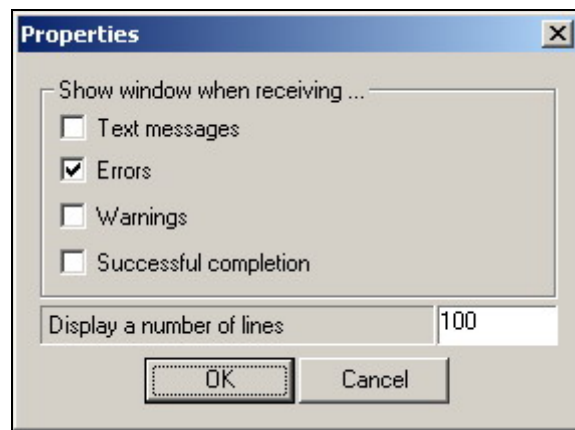 Properties
Show window when receiving ...
Text messages
Errors
Warnings
Successful completion
Display a number of lines 100
OK Cancel